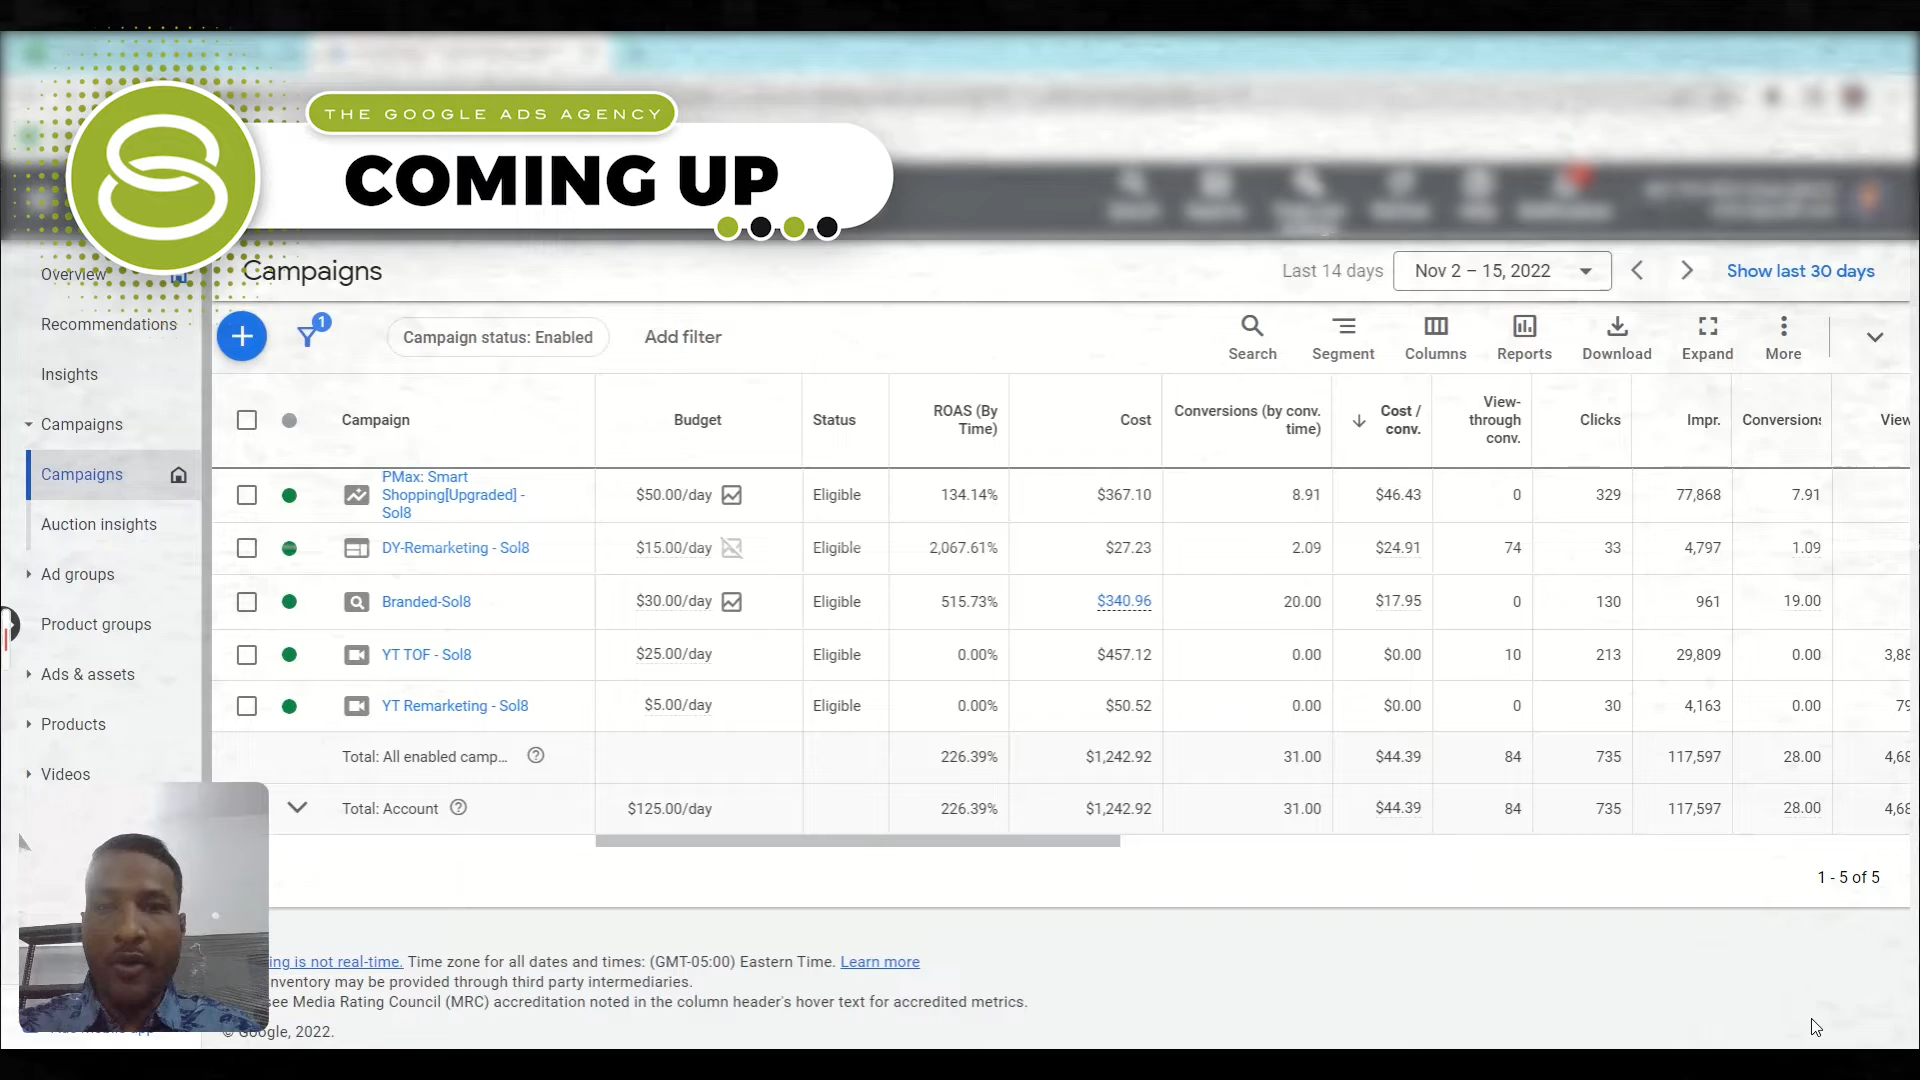 THE GOOGLE ADS AGENCY
COMING UP
Overview
Recommendations
Insights
Campaigns
Campaigns
Auction insights
Ad groups
Product groups
Ads & assets
Products
Videos
Campaigns
Last 14 days Nov 2 – 15, 2022 Show last 30 days
1 Campaign status: Enabled Add filter
Search Segment Columns Reports Download Expand More
Campaign Budget Status ROAS (By Time) Cost Conversions (by conv. time) Cost / conv. View-through conv. Clicks Impr. Conversions View
PMax: Smart Shopping[Upgraded] - Sol8 $50.00/day Eligible 134.14% $367.10 8.91 $46.43 0 329 77,868 7.91
DY-Remarketing - Sol8 $15.00/day Eligible 2,067.61% $27.23 2.09 $24.91 74 33 4,797 1.09
Branded-Sol8 $30.00/day Eligible 515.73% $340.96 20.00 $17.95 0 130 961 19.00
YT TOF - Sol8 $25.00/day Eligible 0.00% $457.12 0.00 $0.00 10 213 29,809 0.00 3,88
YT Remarketing - Sol8 $5.00/day Eligible 0.00% $50.52 0.00 $0.00 0 30 4,163 0.00 79
Total: All enabled camp... 226.39% $1,242.92 31.00 $44.39 84 735 117,597 28.00 4,68
Total: Account $125.00/day 226.39% $1,242.92 31.00 $44.39 84 735 117,597 28.00 4,68
1 - 5 of 5
ing is not real-time. Time zone for all dates and times: (GMT-05:00) Eastern Time. Learn more
nventory may be provided through third party intermediaries.
see Media Rating Council (MRC) accreditation noted in the column header's hover text for accredited metrics.
© Google, 2022.